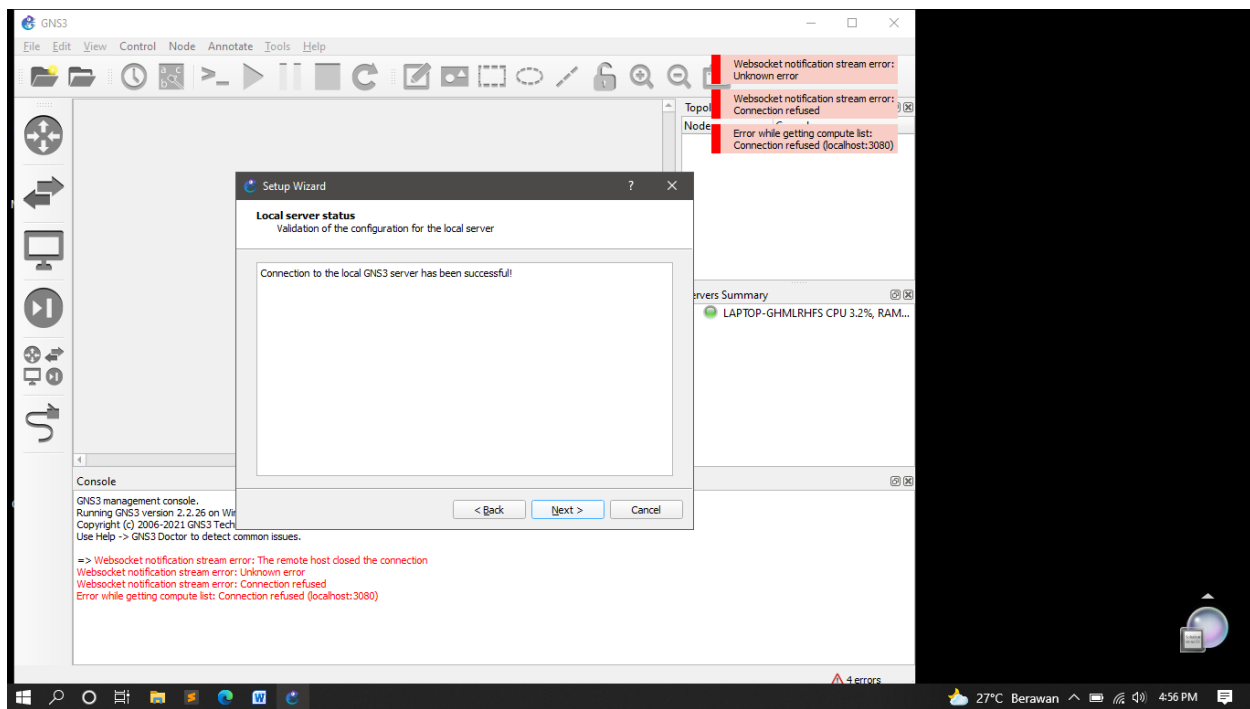 GNS3
File Edit View Control Node Annotate Tools Help
Websocket notification stream error:
Unknown error
Websocket notification stream error:
Connection refused
Error while getting compute list:
Connection refused (localhost:3080)
Topol
Node
Setup Wizard
Local server status
Validation of the configuration for the local server
Connection to the local GNS3 server has been successful!
< Back Next > Cancel
ervers Summary
LAPTOP-GHMLRHFS CPU 3.2%, RAM...
Console
GNS3 management console.
Running GNS3 version 2.2.26 on Wi
Copyright (c) 2006-2021 GNS3 Tech
Use Help -> GNS3 Doctor to detect common issues.
=> Websocket notification stream error: The remote host closed the connection
Websocket notification stream error: Unknown error
Websocket notification stream error: Connection refused
Error while getting compute list: Connection refused (localhost:3080)
4 errors
27°C Berawan 4:56 PM